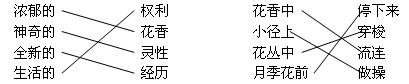 浓郁的 权利 花香中 停下来
神奇的 花香 小径上 穿梭
全新的 灵性 花丛中 流连
生活的 经历 月季花前 做操